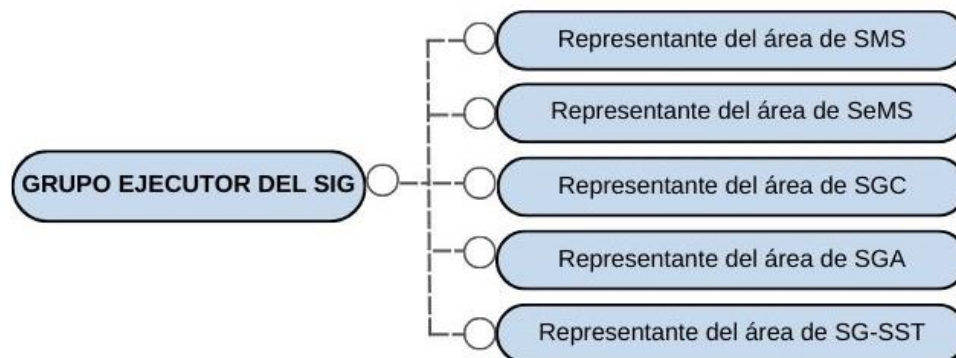 Representante del área de SMS
Representante del área de SeMS
GRUPO EJECUTOR DEL SIG
Representante del área de SGC
Representante del área de SGA
Representante del área de SG-SST